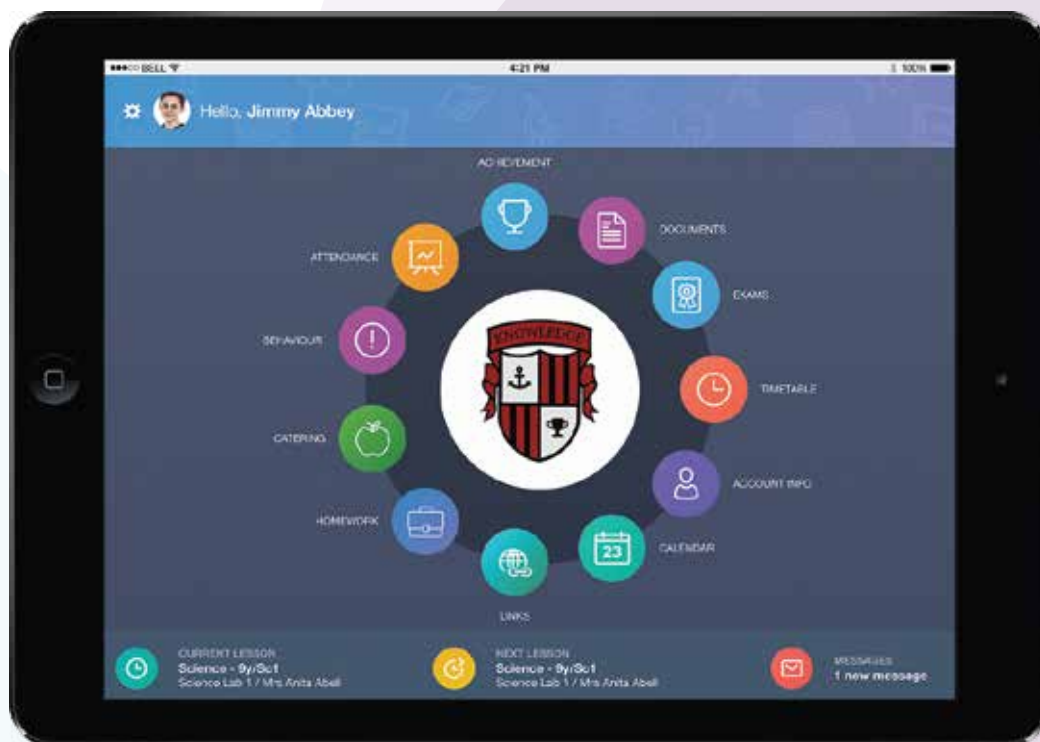 BELL
4:21 PM
100%
Hello, Jimmy Abbey
ACHIEVEMENT
DOCUMENTS
ATTENDANCE
EXAMS
BEHAVIOUR
KNOWLEDGE
TIMETABLE
CATERING
ACCOUNT INFO
HOMEWORK
23
CALENDAR
LINKS
CURRENT LESSON
Science - 9y/Sc1
Science Lab 1 / Mrs Anita Abell
NEXT LESSON
Science - 9y/Sc1
Science Lab 1 / Mrs Anita Abell
MESSAGES
1 new message